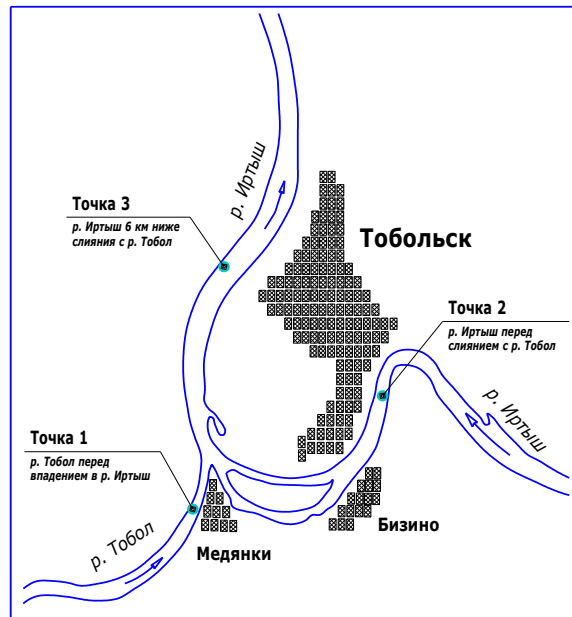 р. Иртыш
Точка 3
р. Иртыш 6 км ниже
слияния с р. Тобол
Тобольск
Точка 2
р. Иртыш перед
слиянием с р. Тобол
р. Иртыш
Точка 1
р. Тобол перед
впадением в р. Иртыш
р. Тобол
Медянки
Бизино